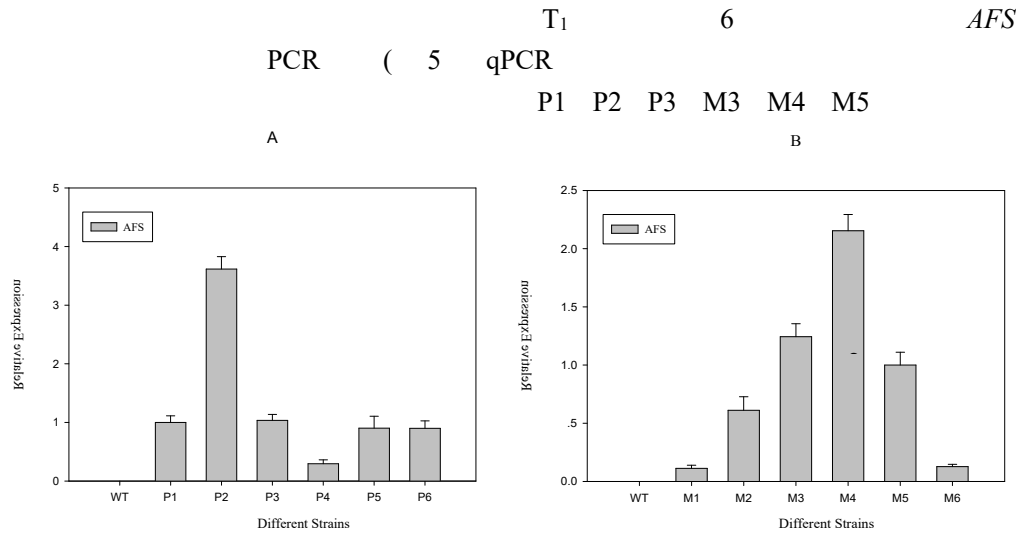 T₁ 6 AFS
PCR ( 5 qPCR
P1 P2 P3 M3 M4 M5
A
5
4
3
2
1
0
AFS
Relative Expression
WT P1 P2 P3 P4 P5 P6
Different Strains
B
2.5
2.0
1.5
1.0
.5
0.0
AFS
Relative Expression
WT M1 M2 M3 M4 M5 M6
Different Strains